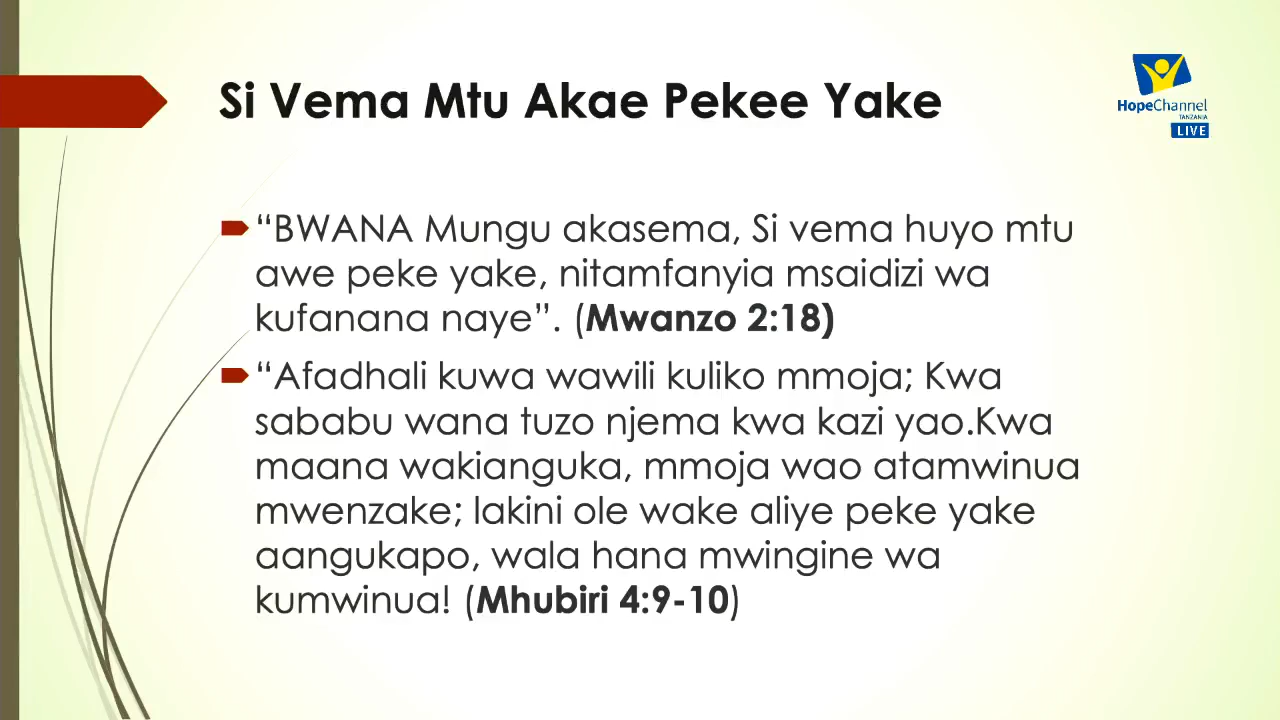 Si Vema Mtu Akae Pekee Yake
HopeChannel
TANZANIA
LIVE
“BWANA Mungu akasema, Si vema huyo mtu
awe peke yake, nitamfanyia msaidizi wa
kufanana naye”. (Mwanzo 2:18)
“Afadhali kuwa wawili kuliko mmoja; Kwa
sababu wana tuzo njema kwa kazi yao.Kwa
maana wakianguka, mmoja wao atamwinua
mwenzake; lakini ole wake aliye peke yake
aangukapo, wala hana mwingine wa
kumwinua! (Mhubiri 4:9-10)